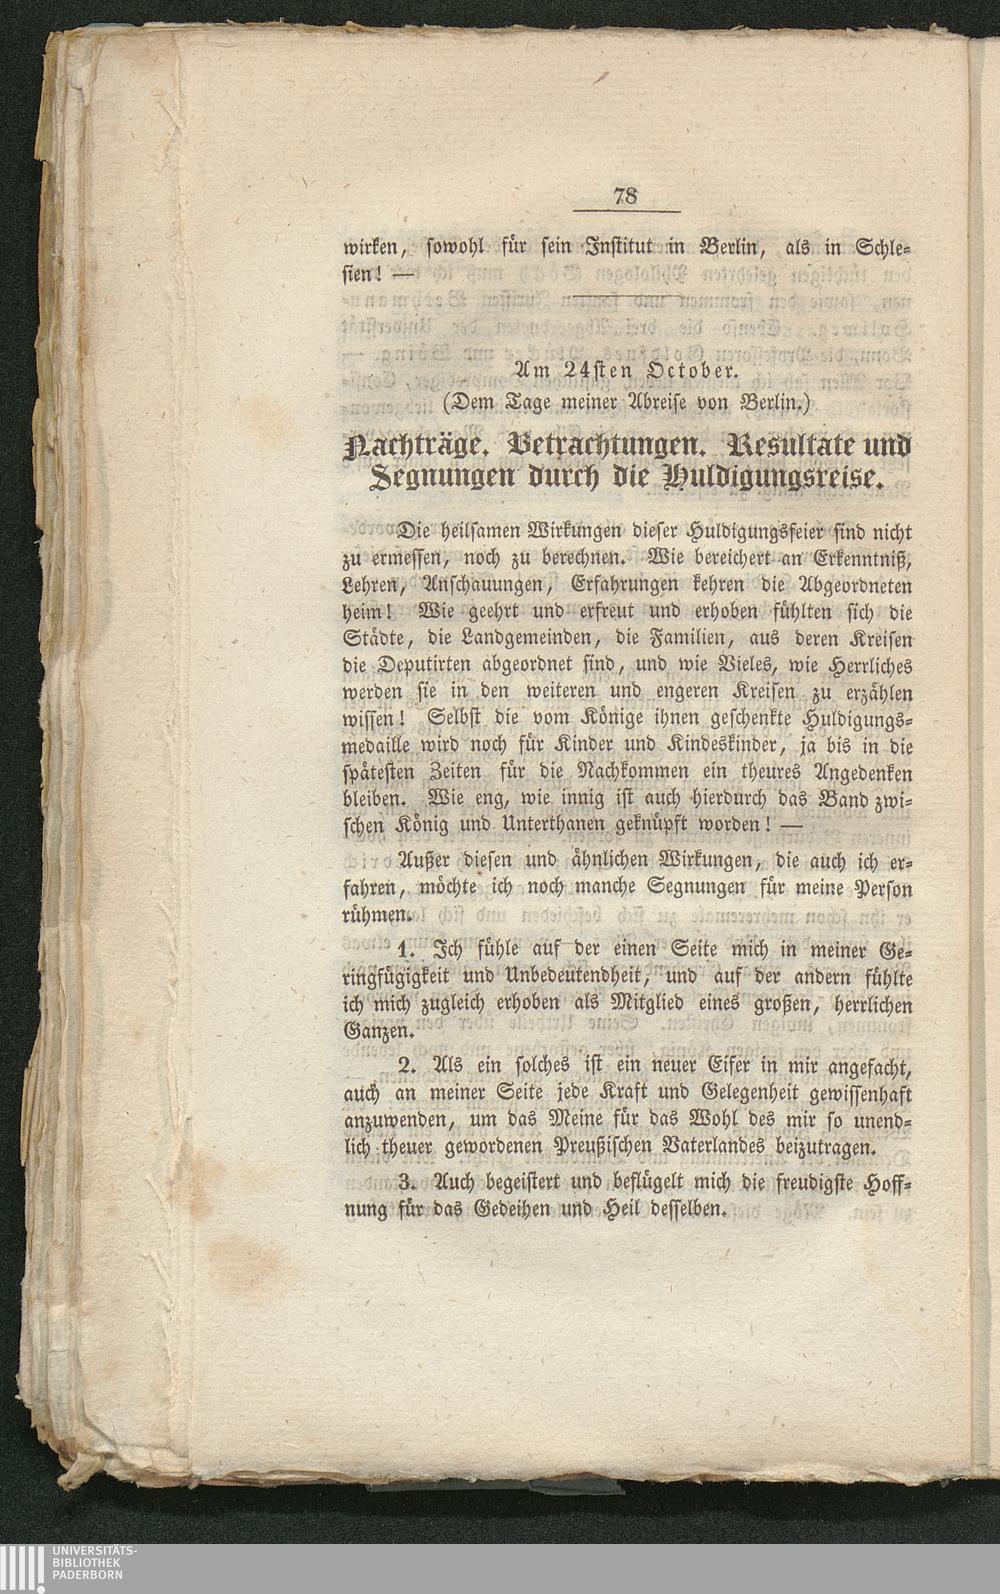 78
wirken, sowohl für sein Institut in Berlin, als in Schle-
sien! —
Am 24sten October.
(Dem Tage meiner Abreise von Berlin.)
Nachträge. Betrachtungen. Resultate und
Segnungen durch die Huldigungsreise.
Die heilsamen Wirkungen dieser Huldigungsfeier sind nicht
zu ermessen, noch zu berechnen. Wie bereichert an Erkenntniß,
Lehren, Anschauungen, Erfahrungen kehren die Abgeordneten
heim! Wie geehrt und erfreut und erhoben fühlten sich die
Städte, die Landgemeinden, die Familien, aus deren Kreisen
die Deputirten abgeordnet sind, und wie Vieles, wie Herrliches
werden sie in den weiteren und engeren Kreisen zu erzählen
wissen! Selbst die vom Könige ihnen geschenkte Huldigungs-
medaille wird noch für Kinder und Kindeskinder, ja bis in die
spätesten Zeiten für die Nachkommen ein theures Angedenken
bleiben. Wie eng, wie innig ist auch hierdurch das Band zwi-
schen König und Unterthanen geknüpft worden! —
Außer diesen und ähnlichen Wirkungen, die auch ich er-
fahren, möchte ich noch manche Segnungen für meine Person
rühmen.
1. Ich fühle auf der einen Seite mich in meiner Ge-
ringfügigkeit und Unbedeutendheit, und auf der andern fühlte
ich mich zugleich erhoben als Mitglied eines großen, herrlichen
Ganzen.
2. Als ein solches ist ein neuer Eifer in mir angefacht,
auch an meiner Seite jede Kraft und Gelegenheit gewissenhaft
anzuwenden, um das Meine für das Wohl des mir so unend-
lich theuer gewordenen Preußischen Vaterlandes beizutragen.
3. Auch begeistert und beflügelt mich die freudigste Hoff-
nung für das Gedeihen und Heil desselben.
UNIVERSITÄTS-
BIBLIOTHEK
PADERBORN